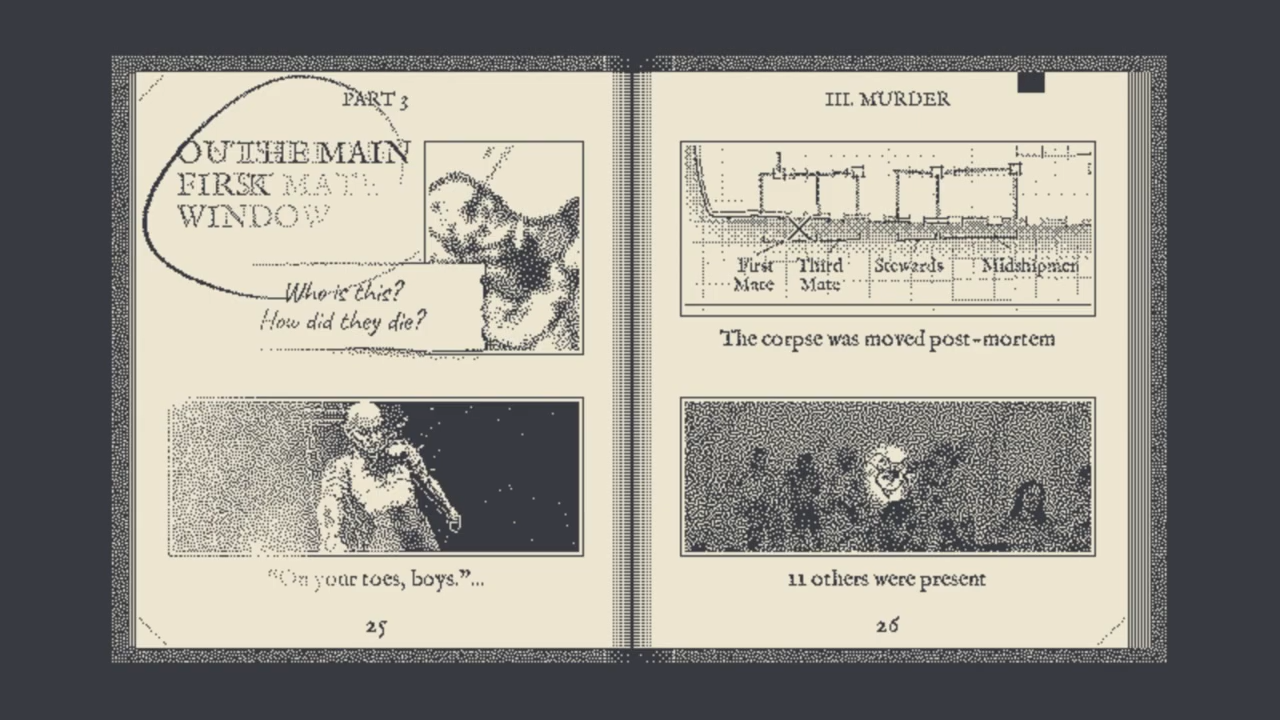 PART 3
FIRSK MATE
WINDOW
Who is this?
How did they die?
"On your toes, boys."...
25
III. MURDER
First Third Stewards Midshipmen
Mate Mate
The corpse was moved post-mortem
11 others were present
26